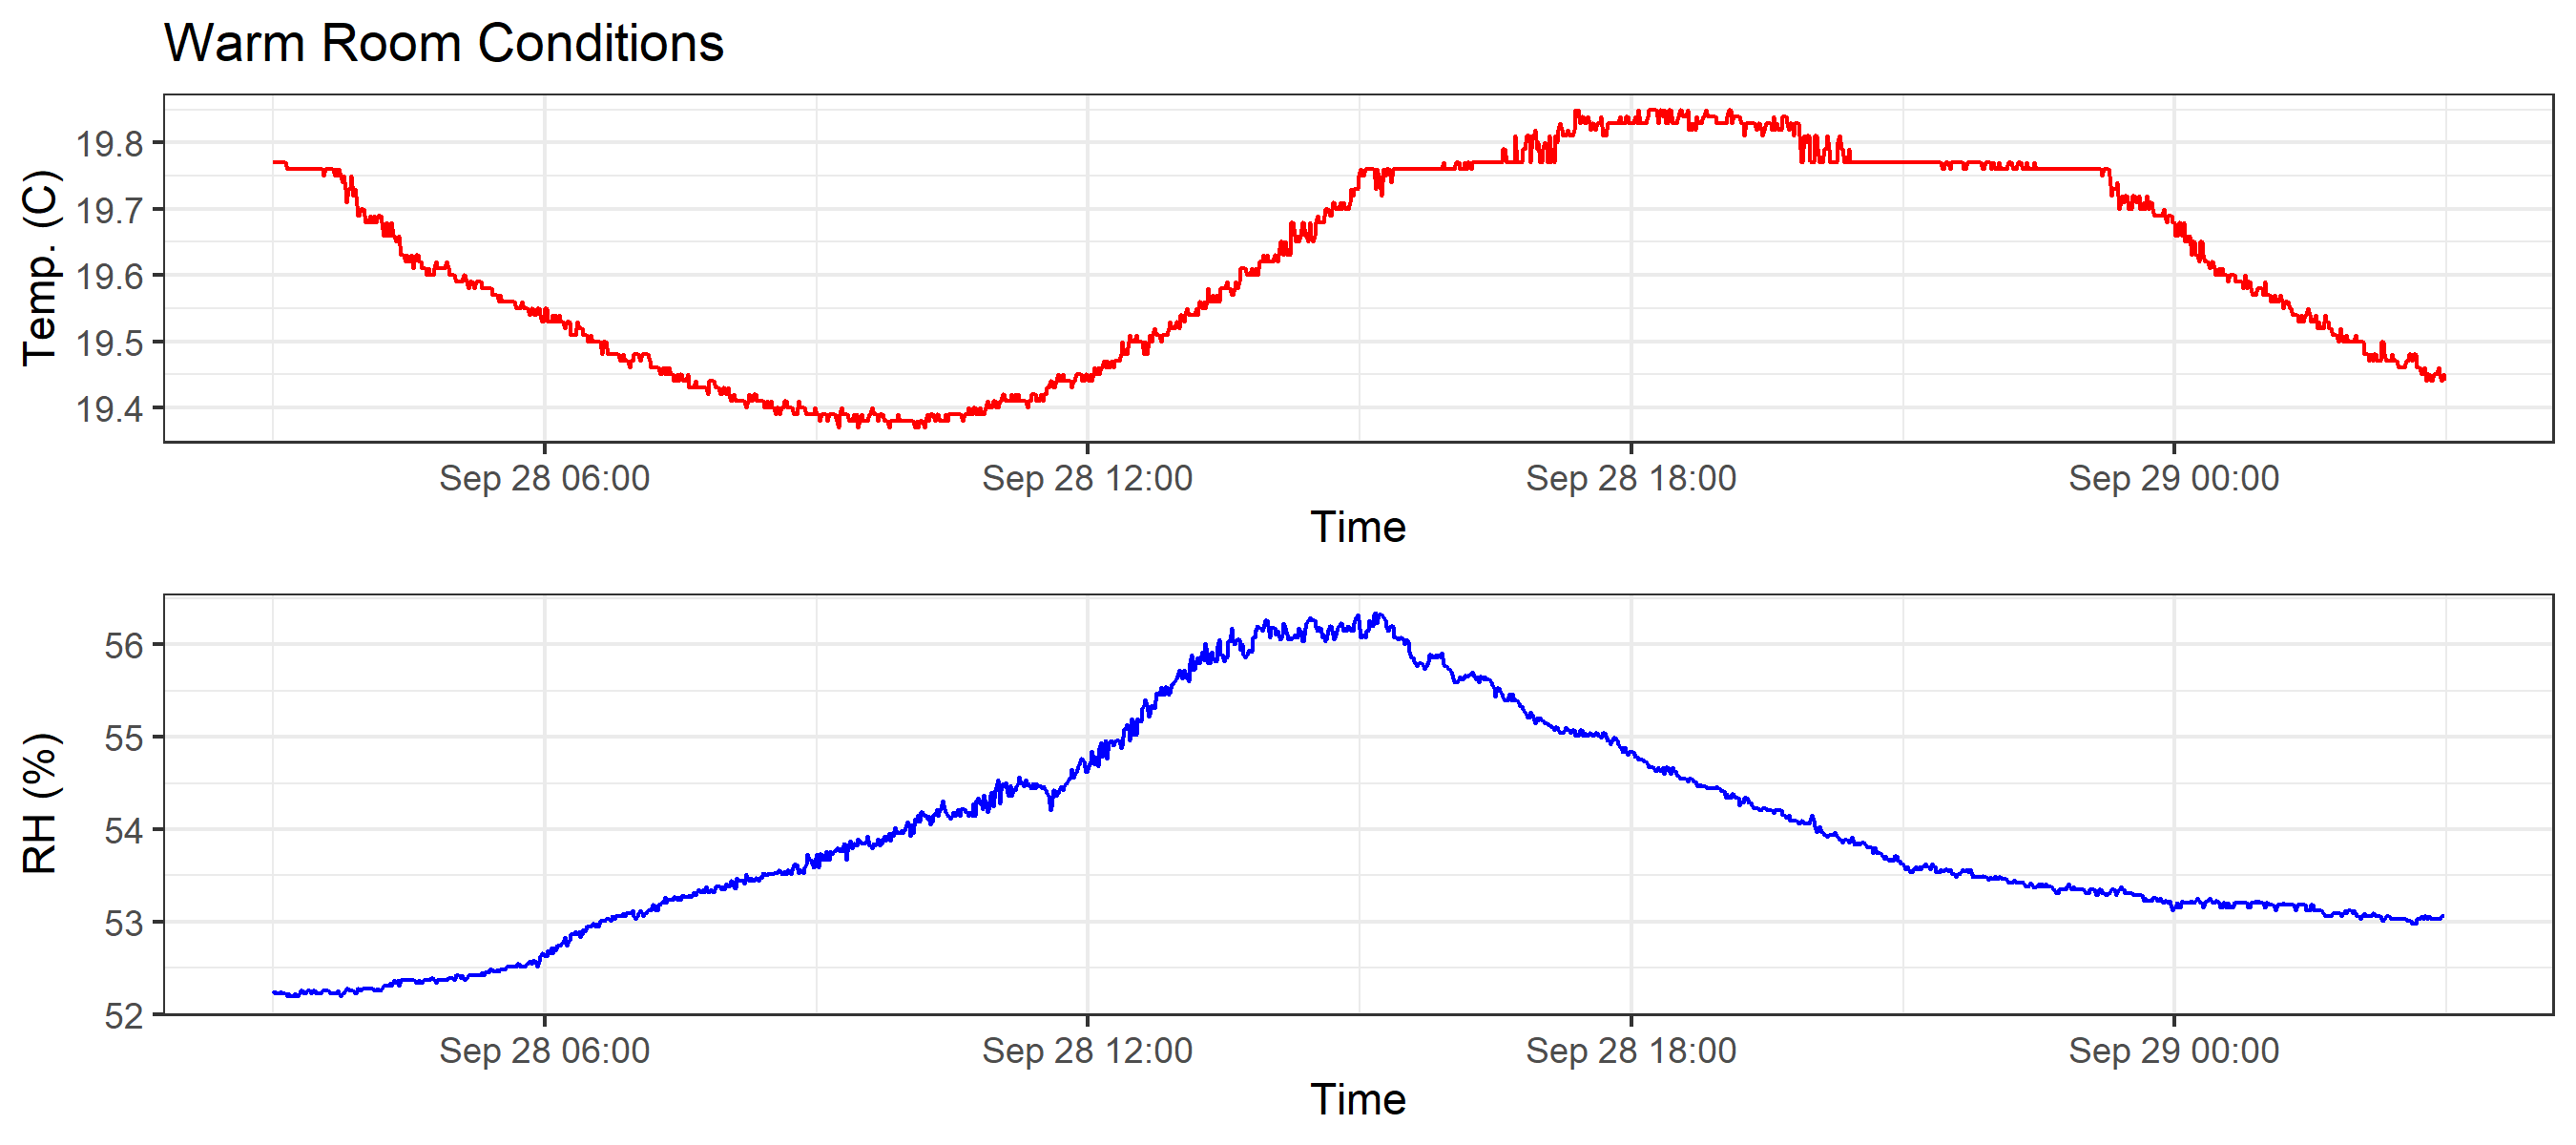 Warm Room Conditions
Temp. (C)
19.8
19.7
19.6
19.5
19.4
Sep 28 06:00 Sep 28 12:00 Sep 28 18:00 Sep 29 00:00
Time
RH (%)
56
55
54
53
52
Sep 28 06:00 Sep 28 12:00 Sep 28 18:00 Sep 29 00:00
Time